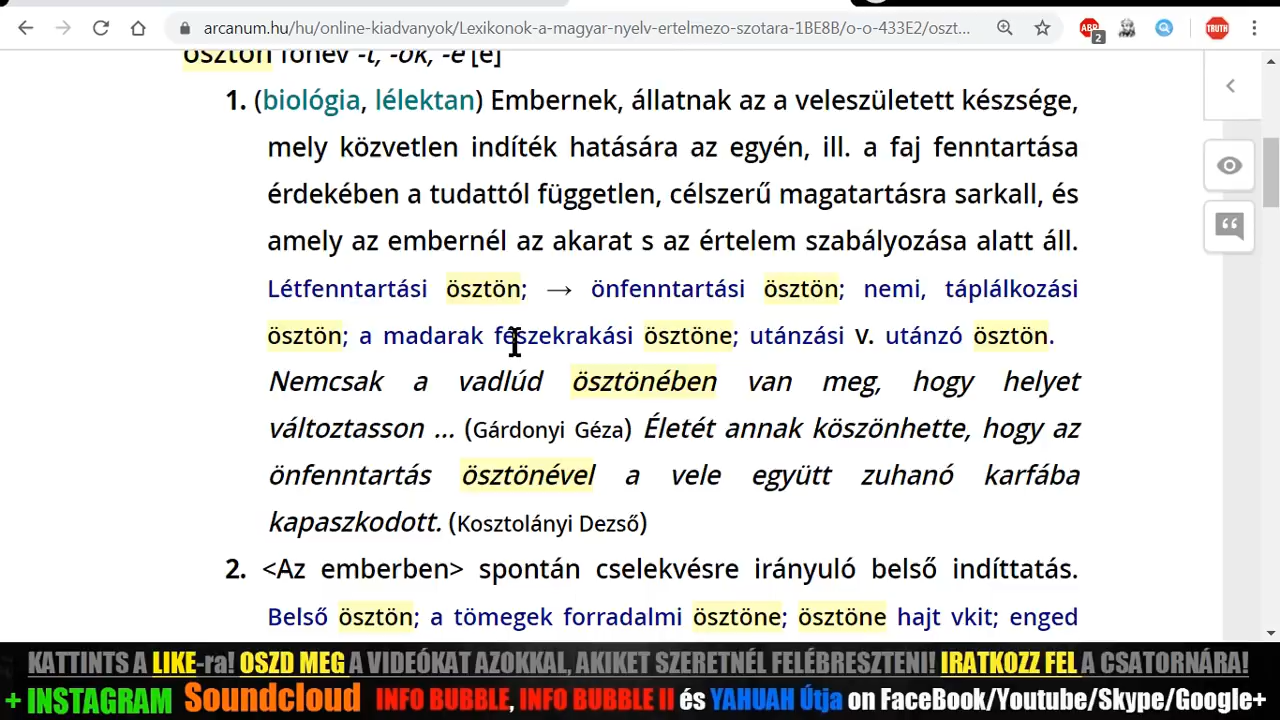 arcanum.hu/hu/online-kiadvanyok/Lexikonok-a-magyar-nyelv-ertelmezo-szotara-1BE8B/o-o-433E2/oszt...
ABP
2
TRUTH
ösztön főnév -t, -ök, -e [e]
1. (biológia, lélektan) Embernek, állatnak az a veleszületett készsége,
mely közvetlen indíték hatására az egyén, ill. a faj fenntartása
érdekében a tudattól független, célszerű magatartásra sarkall, és
amely az embernél az akarat s az értelem szabályozása alatt áll.
Létfenntartási ösztön; → önfenntartási ösztön; nemi, táplálkozási
ösztön; a madarak fészekrakási ösztöne; utánzási v. utánzó ösztön.
Nemcsak a vadlúd ösztönében van meg, hogy helyet
változtasson ... (Gárdonyi Géza) Életét annak köszönhette, hogy az
önfenntartás ösztönével a vele együtt zuhanó karfába
kapaszkodott. (Kosztolányi Dezső)
2. <Az emberben> spontán cselekvésre irányuló belső indíttatás.
Belső ösztön; a tömegek forradalmi ösztöne; ösztöne hajt vkit; enged
KATTINTS A LIKE-ra! OSZD MEG A VIDEÓKAT AZOKKAL, AKIKET SZERETNÉL FELÉBRESZTENI! IRATKOZZ FEL A CSATORNÁRA!
+ INSTAGRAM Soundcloud INFO BUBBLE, INFO BUBBLE II és YAHUAH Útja on FaceBook/Youtube/Skype/Google+